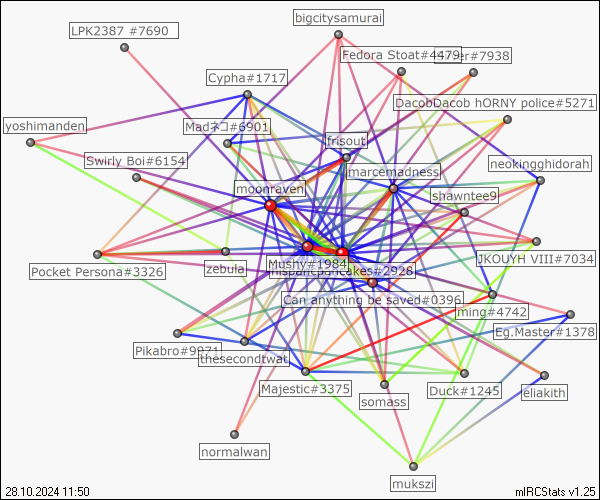 bigcitysamurai
LPK2387 #7690
Fedora Stoat#4479
#7938
Cypha#1717
DacobDacob hORNY police#5271
yoshimanden
Madネコ#6901
frisout
Swirly Boi#6154
marcemadness
neokingghidorah
moonraven
shawntee9
JKOUYH VIII#7034
Mushy#1984
#2928
Pocket Persona#3326
zebula
Can anything be saved#0396
ming#4742
Eg.Master#1378
Pikabro#9671
thesecondtwat
Majestic#3375
Duck#1245
eliakith
somass
normalwan
mukszi
28.10.2024 11:50
mIRCStats v1.25